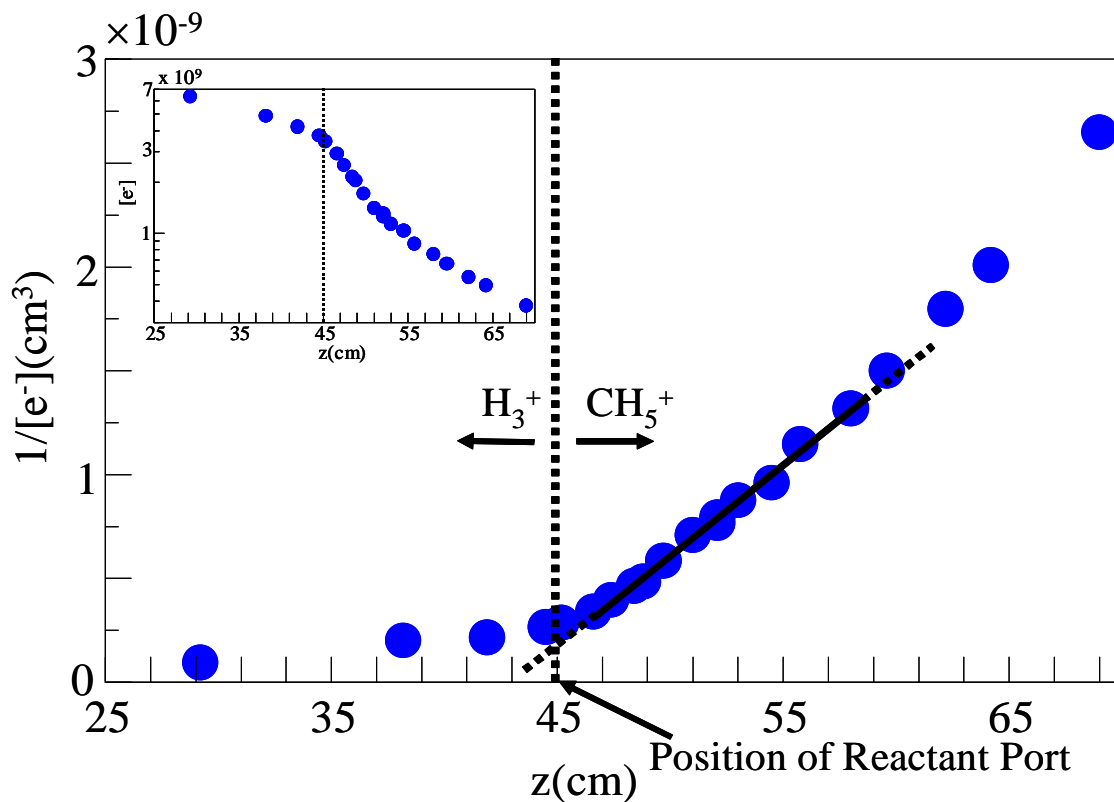 ×10⁻⁹
3
2
1
0
1/[e⁻](cm³)
25 35 45 55 65
z(cm)
Position of Reactant Port
H₃⁺
CH₅⁺
x 10⁹
7
3
1
[e⁻]
25 35 45 55 65
z(cm)